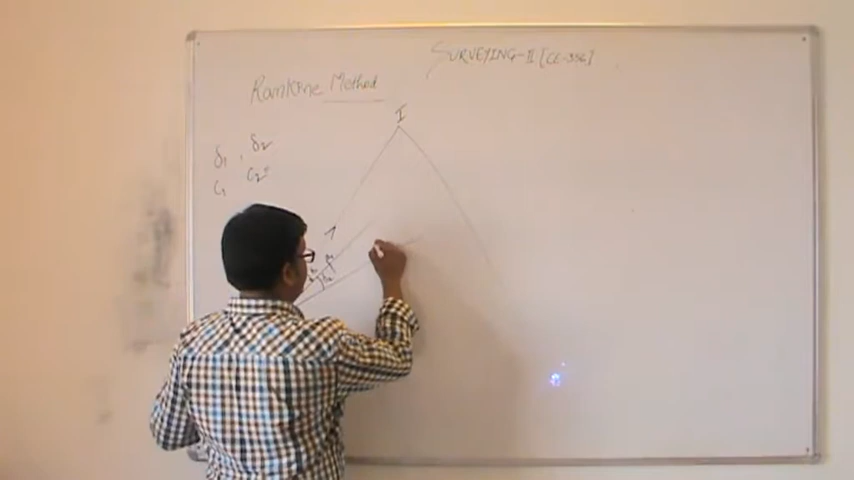 SURVEYING-II [CE-356]
Rankine Method
I
δ1 , δ2
C1 C2